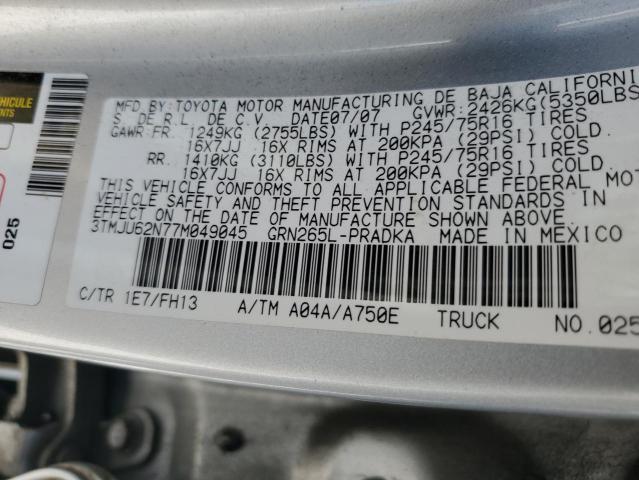 VEHICULE
ENTS
025
MFD.BY:TOYOTA MOTOR MANUFACTURING DE BAJA CALIFORNI
S. DE R.L. DE C.V. DATE07/07 GVWR:2426KG(5350LBS
GAWR:FR. 1249KG (2755LBS) WITH P245/75R16 TIRES
16X7JJ 16X RIMS AT 200KPA (29PSI) COLD.
RR. 1410KG (3110LBS) WITH P245/75R16 TIRES
16X7JJ 16X RIMS AT 200KPA (29PSI) COLD.
THIS VEHICLE CONFORMS TO ALL APPLICABLE FEDERAL MOT
VEHICLE SAFETY AND THEFT PREVENTION STANDARDS IN
EFFECT ON THE DATE OF MANUFACTURE SHOWN ABOVE.
3TMJU62N77M049045 GRN265L-PRADKA MADE IN MEXICO
C/TR 1E7/FH13 A/TM A04A/A750E TRUCK NO.025